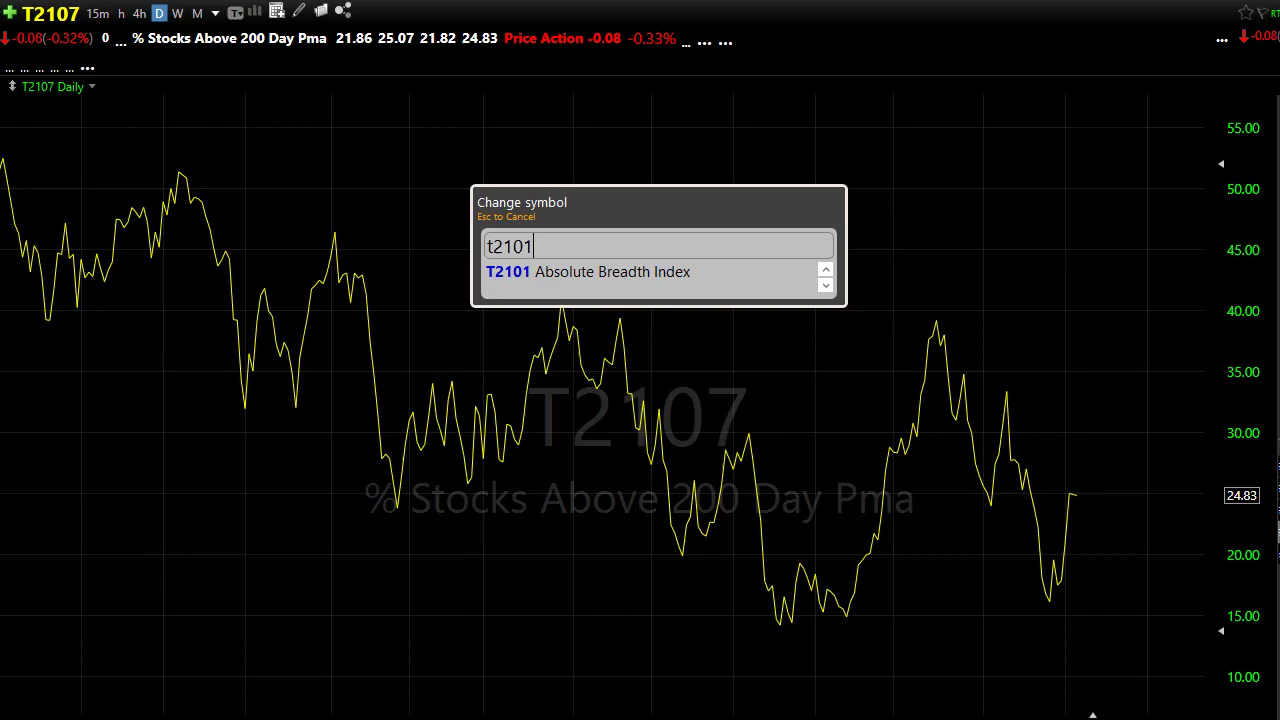 T2107 15m h 4h D W M T RT
-0.08(-0.32%) 0 ... % Stocks Above 200 Day Pma 21.86 25.07 21.82 24.83 Price Action -0.08 -0.33% ... ... ... ... -0.08(
... ... ... ... ... ...
T2107 Daily
55.00
50.00
Change symbol
Esc to Cancel
t2101
45.00
T2101 Absolute Breadth Index
40.00
35.00
T2107
30.00
% Stocks Above 200 Day Pma
24.83
20.00
15.00
10.00